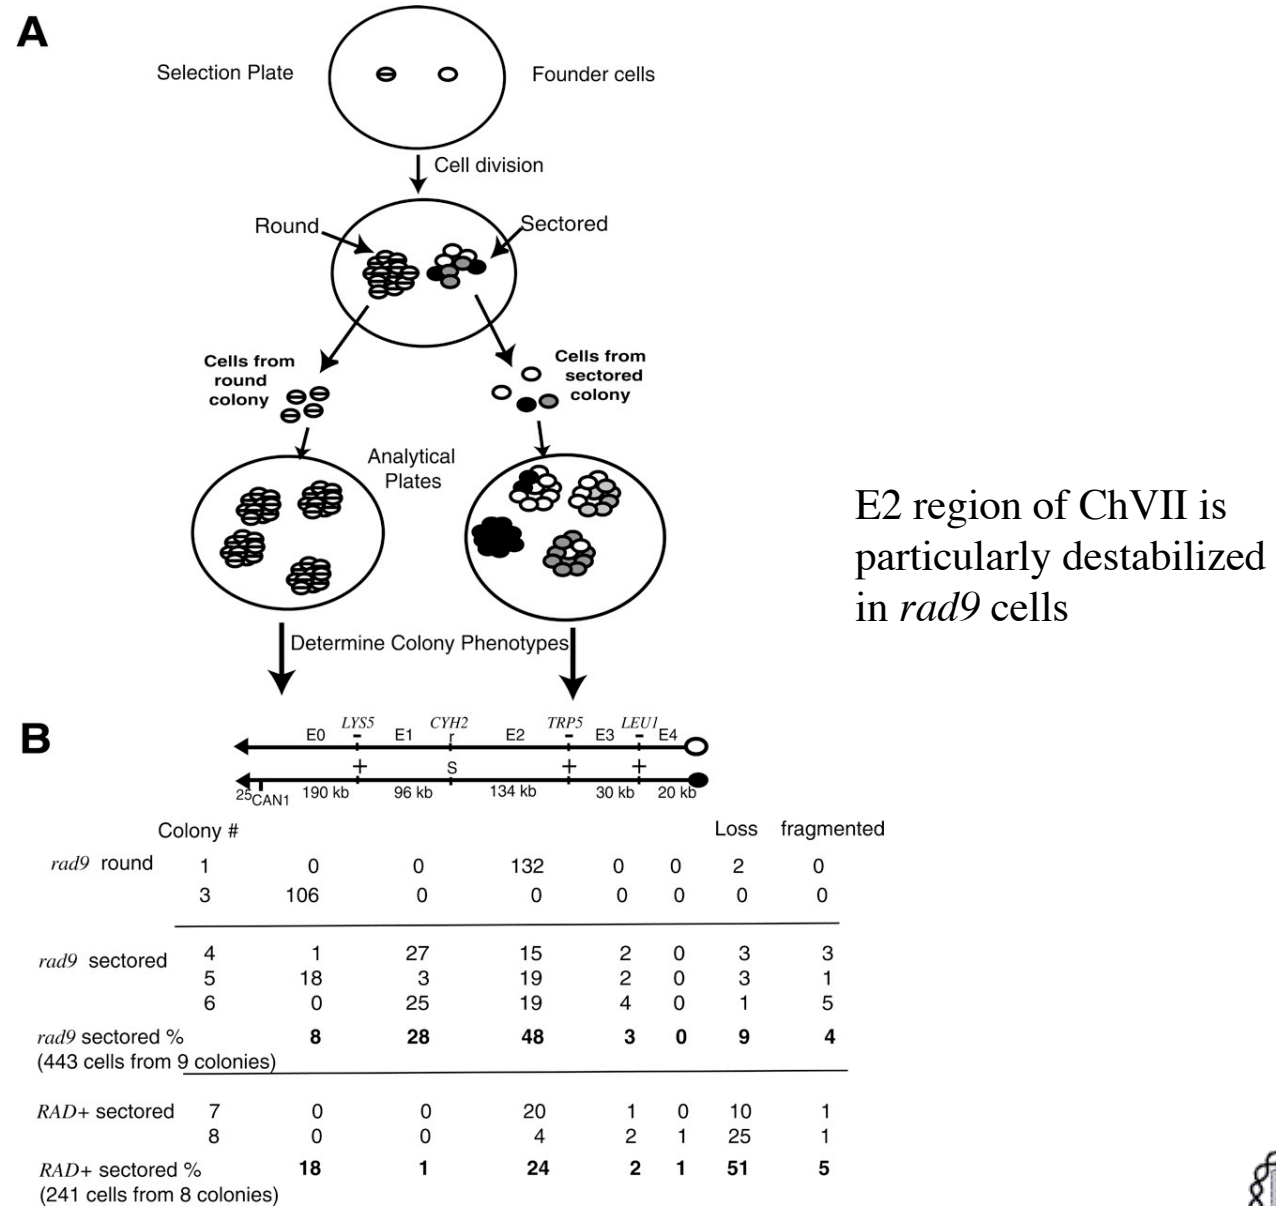 A
Selection Plate
Founder cells
Cell division
Round
Sectored
Cells from
round
colony
Cells from
sectored
colony
Analytical
Plates
E2 region of ChVII is
particularly destabilized
in rad9 cells
Determine Colony Phenotypes
B
LYS5 CYH2 TRP5 LEU1
E0 - E1 r E2 - E3 - E4
+ S + +
25 CAN1 190 kb 96 kb 134 kb 30 kb 20 kb
Colony # Loss fragmented
rad9 round 1 0 0 132 0 0 2 0
3 106 0 0 0 0 0 0
rad9 sectored 4 1 27 15 2 0 3 3
5 18 3 19 2 0 3 1
6 0 25 19 4 0 1 5
rad9 sectored % 8 28 48 3 0 9 4
(443 cells from 9 colonies)
RAD+ sectored 7 0 0 20 1 0 10 1
8 0 0 4 2 1 25 1
RAD+ sectored % 18 1 24 2 1 51 5
(241 cells from 8 colonies)